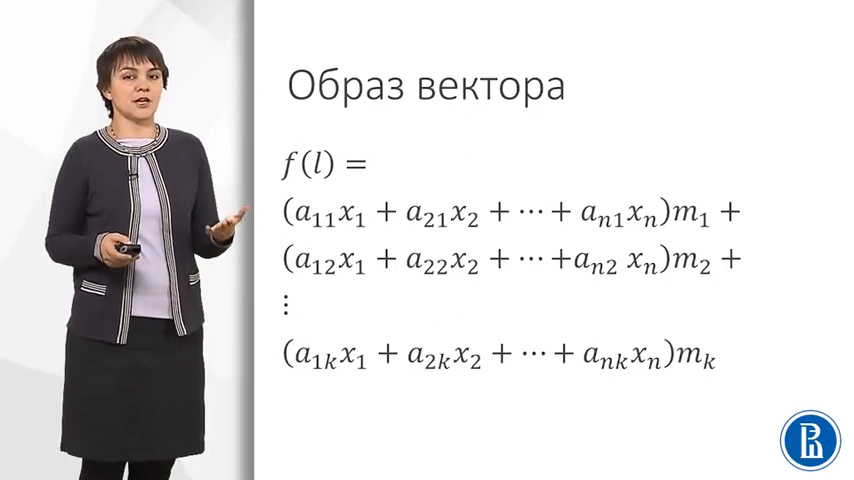 Образ вектора
f(l) =
(a₁₁x₁ + a₂₁x₂ + ⋯ + aₙ₁xₙ)m₁ +
(a₁₂x₁ + a₂₂x₂ + ⋯ +aₙ₂ xₙ)m₂ +
⋮
(a₁ₖx₁ + a₂ₖx₂ + ⋯ + aₙₖxₙ)mₖ